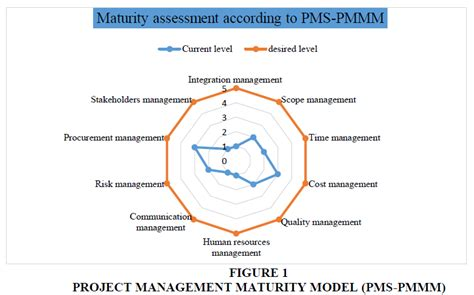 Maturity assessment according to PMS-PMMM
Current level desired level
Integration management
Stakeholders management Scope management
Procurement management Time management
Risk management Cost management
Communication management Quality management
Human resources
management
5
4
3
2
1
0
FIGURE 1
PROJECT MANAGEMENT MATURITY MODEL (PMS-PMMM)